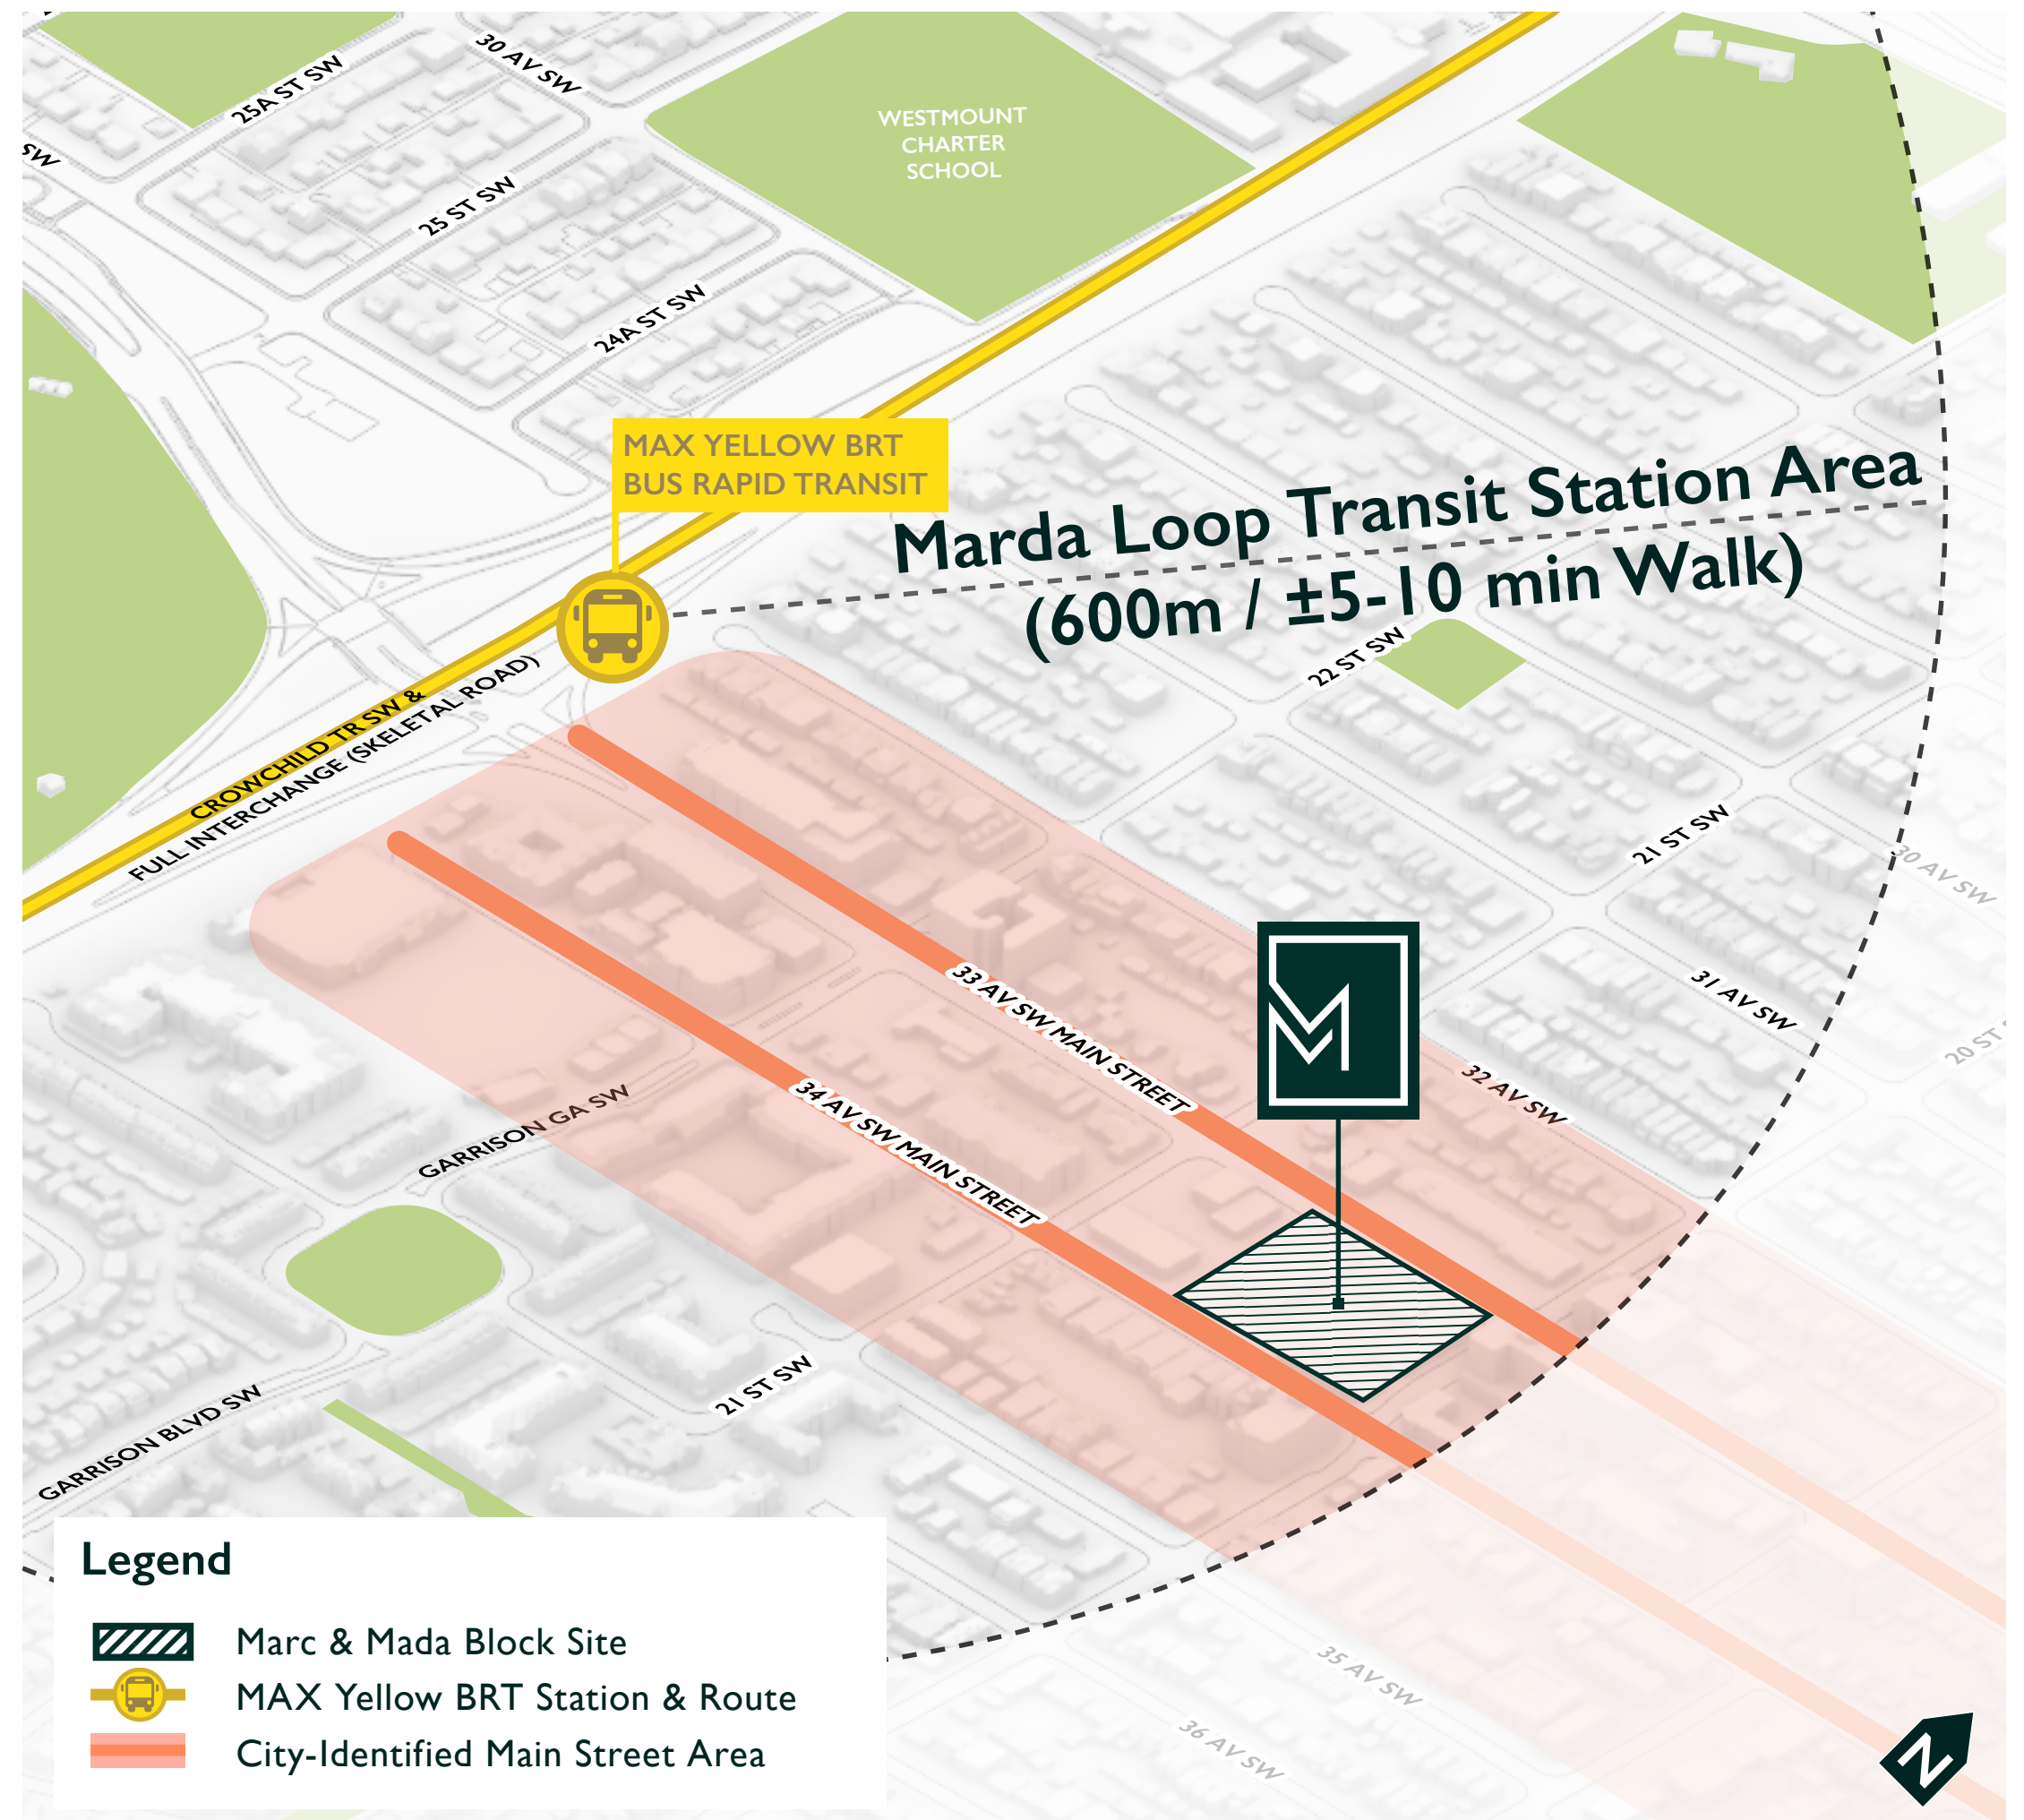 30 AV SW
25A ST SW
SW
25 ST SW
24A ST SW
WESTMOUNT
CHARTER
SCHOOL
MAX YELLOW BRT
BUS RAPID TRANSIT
Marda Loop Transit Station Area
(600m / ±5-10 min Walk)
22 ST SW
CROWCHILD TR SW &
FULL INTERCHANGE (SKELETAL ROAD)
21 ST SW
30 AV SW
31 AV SW
20 ST
32 AV SW
33 AV SW MAIN STREET
34 AV SW MAIN STREET
M
GARRISON GA SW
21 ST SW
GARRISON BLVD SW
35 AV SW
36 AV SW
Legend
Marc & Mada Block Site
MAX Yellow BRT Station & Route
City-Identified Main Street Area
N